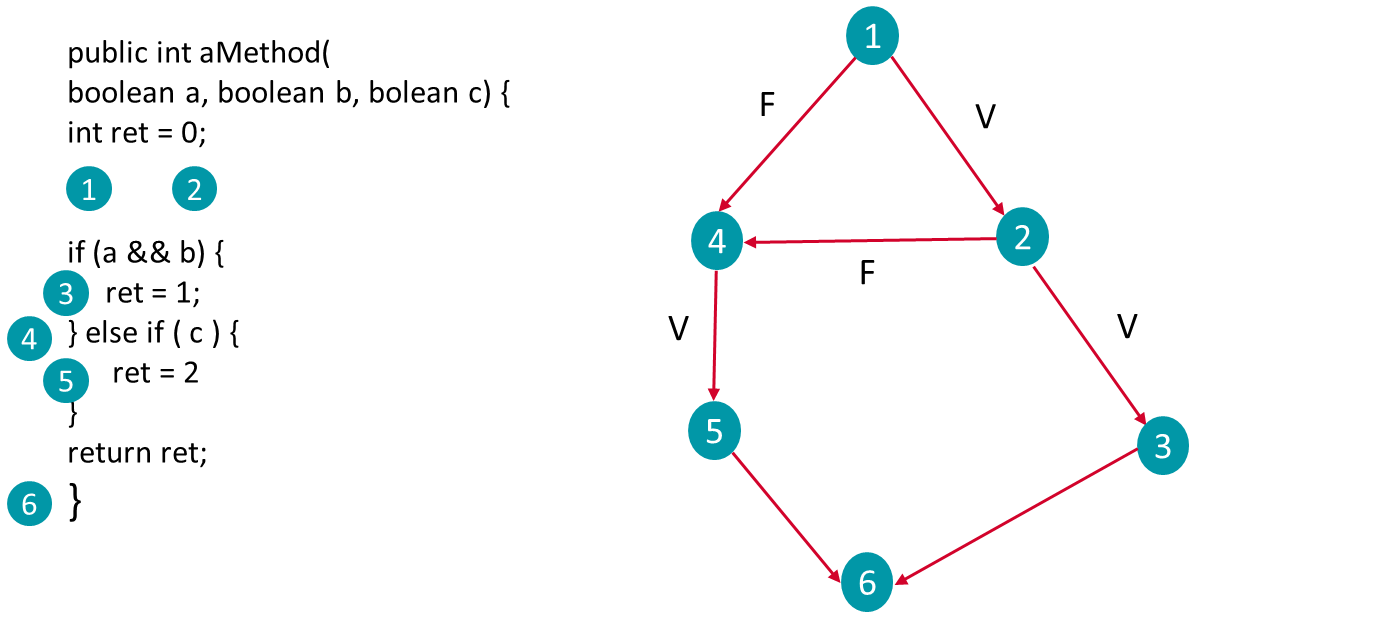 public int aMethod(
boolean a, boolean b, bolean c) {
int ret = 0;
1 2
if (a && b) {
3 ret = 1;
4 } else if ( c ) {
5 ret = 2
}
return ret;
6 }
1
F V
4 2
F
V V
5 3
6